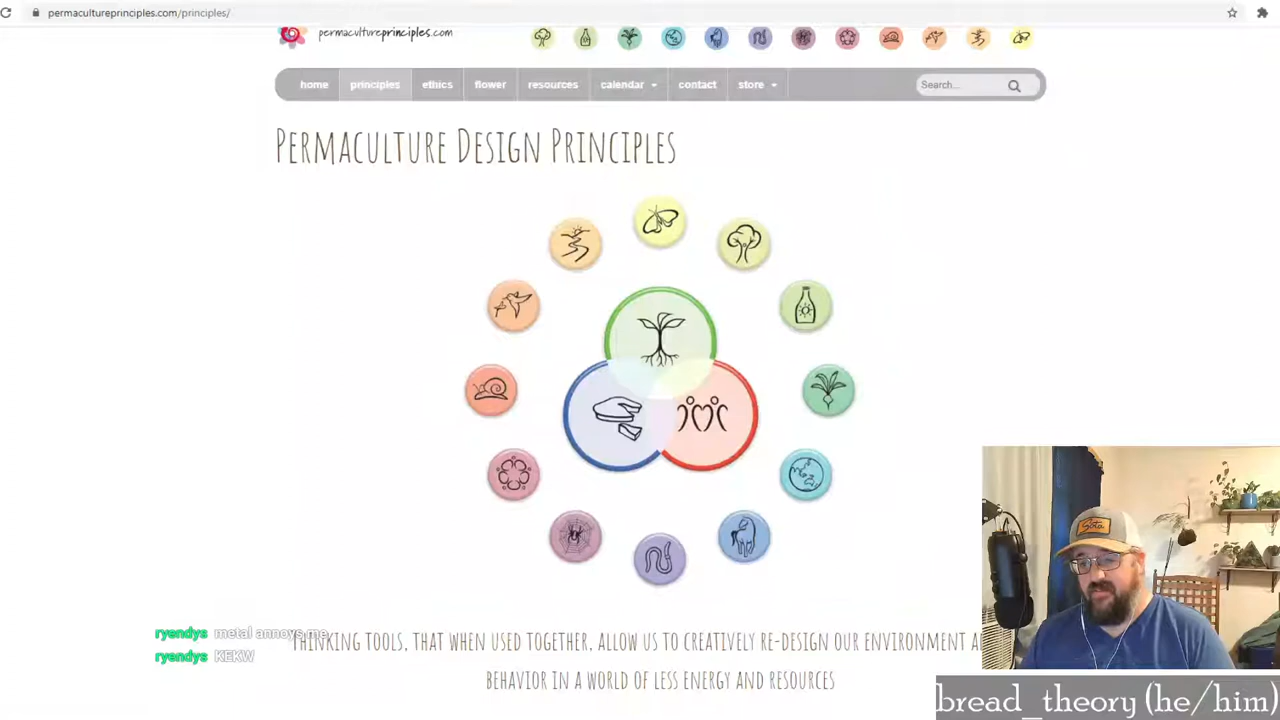 permacultureprinciples.com/principles/
permacultureprinciples.com
home principles ethics flower resources calendar contact store Search...
Permaculture Design Principles
ryendys metal annoys me
ryendys KEKW
THINKING TOOLS, THAT WHEN USED TOGETHER, ALLOW US TO CREATIVELY RE-DESIGN OUR ENVIRONMENT
BEHAVIOR IN A WORLD OF LESS ENERGY AND RESOURCES
bread_theory (he/him)